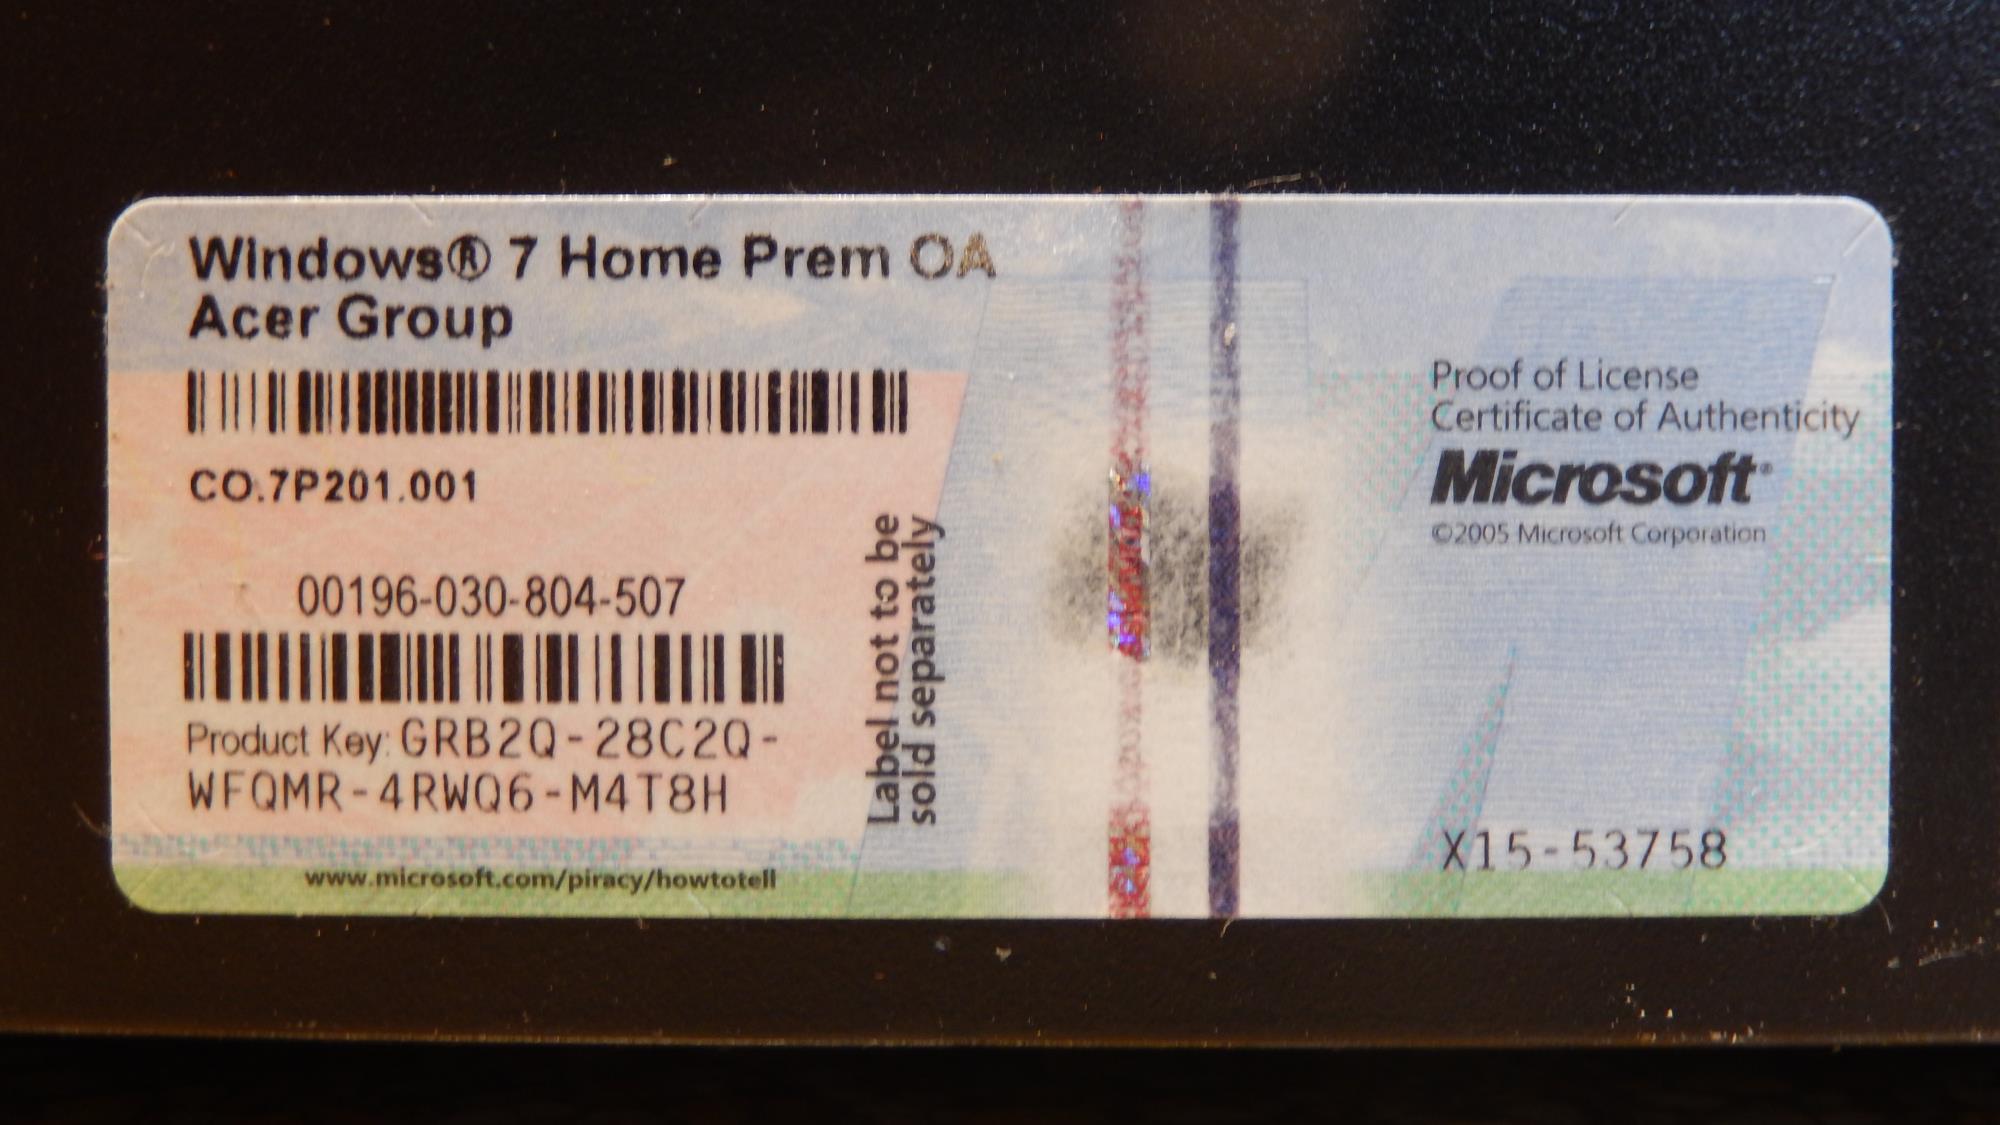 Windows® 7 Home Prem OA
Acer Group
CO.7P201.001
00196-030-804-507
Product Key: GRB2Q-28C2Q-
WFQMR-4RWQ6-M4T8H
www.microsoft.com/piracy/howtotell
Label not to be
sold separately
Proof of License
Certificate of Authenticity
Microsoft®
©2005 Microsoft Corporation
X15-53758